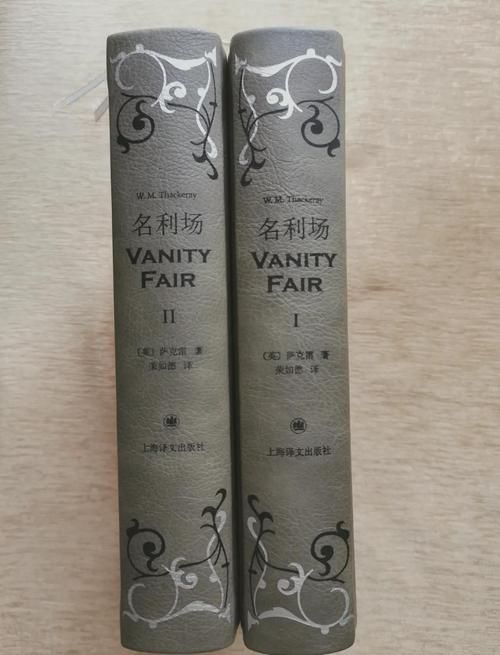 W. M. Thackeray
名利场
VANITY
FAIR
II
〔英〕萨克雷 著
荣如德 译
上海译文出版社
W. M. Thackeray
名利场
VANITY
FAIR
I
〔英〕萨克雷 著
荣如德 译
上海译文出版社